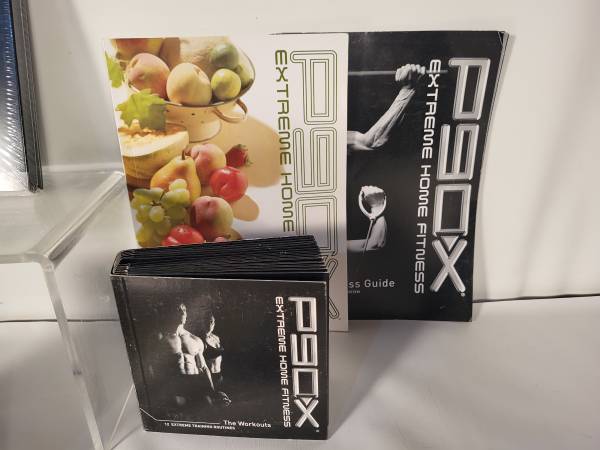 P90X
EXTREME HOME
P90X®
EXTREME HOME FITNESS
ss Guide
P90X®
EXTREME HOME FITNESS
The Workouts
12 EXTREME TRAINING ROUTINES